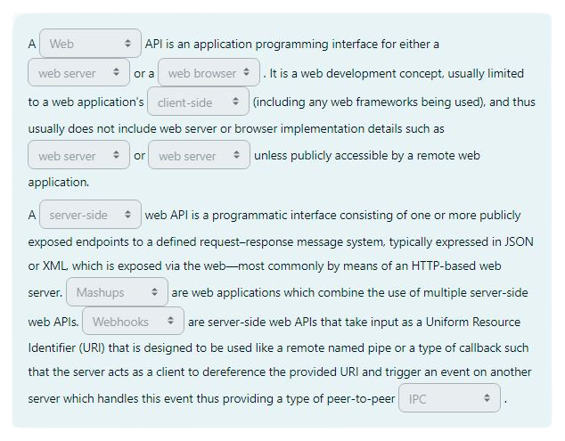 A Web API is an application programming interface for either a
web server or a web browser . It is a web development concept, usually limited
to a web application's client-side (including any web frameworks being used), and thus
usually does not include web server or browser implementation details such as
web server or web server unless publicly accessible by a remote web
application.
A server-side web API is a programmatic interface consisting of one or more publicly
exposed endpoints to a defined request–response message system, typically expressed in JSON
or XML, which is exposed via the web—most commonly by means of an HTTP-based web
server. Mashups are web applications which combine the use of multiple server-side
web APIs. Webhooks are server-side web APIs that take input as a Uniform Resource
Identifier (URI) that is designed to be used like a remote named pipe or a type of callback such
that the server acts as a client to dereference the provided URI and trigger an event on another
server which handles this event thus providing a type of peer-to-peer IPC .